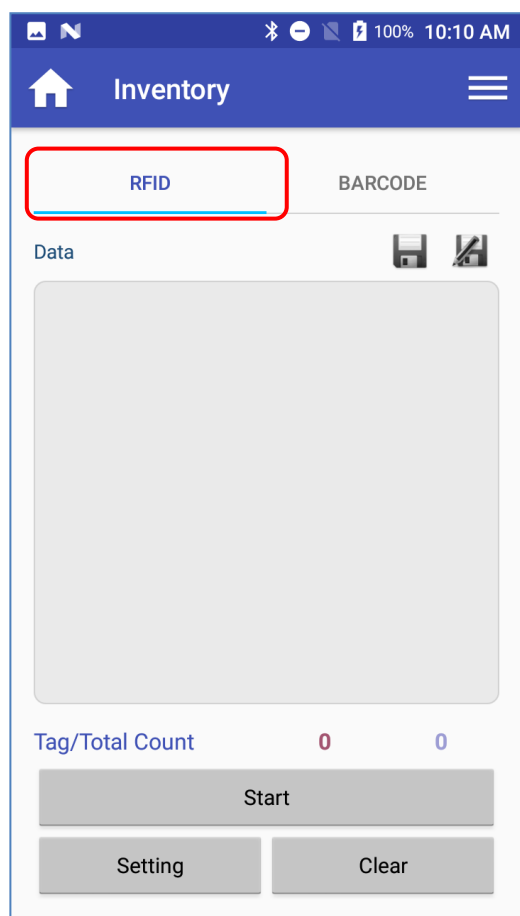 100% 10:10 AM
Inventory
RFID BARCODE
Data
Tag/Total Count 0 0
Start
Setting Clear